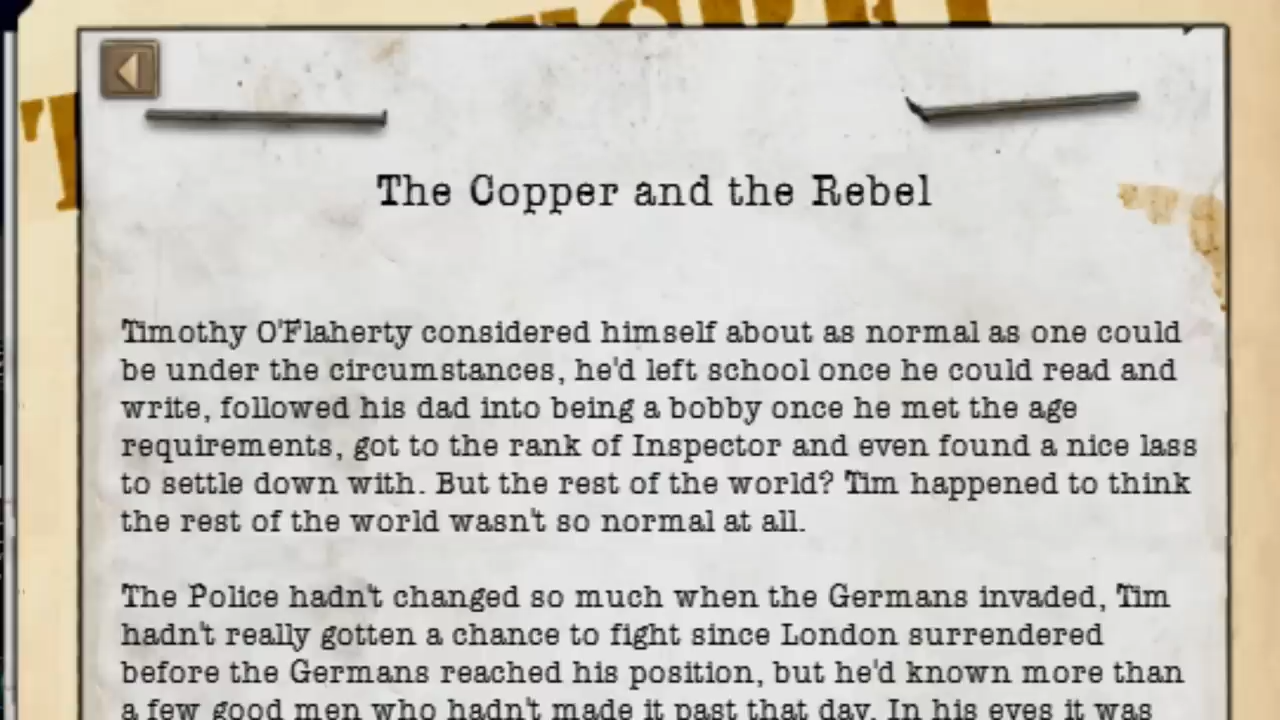 The Copper and the Rebel
Timothy O'Flaherty considered himself about as normal as one could
be under the circumstances, he'd left school once he could read and
write, followed his dad into being a bobby once he met the age
requirements, got to the rank of Inspector and even found a nice lass
to settle down with. But the rest of the world? Tim happened to think
the rest of the world wasn't so normal at all.
The Police hadn't changed so much when the Germans invaded, Tim
hadn't really gotten a chance to fight since London surrendered
before the Germans reached his position, but he'd known more than
a few good men who hadn't made it past that day. In his eyes it was